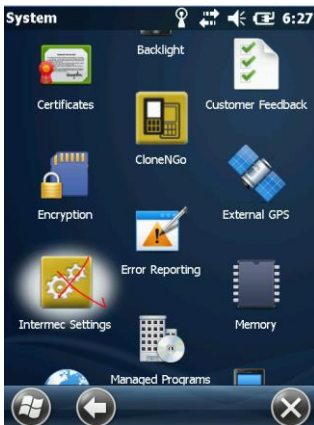 System 6:27
Backlight
Certificates
Customer Feedback
CloneNGo
Encryption
External GPS
Error Reporting
Intermec Settings
Memory
Managed Programs